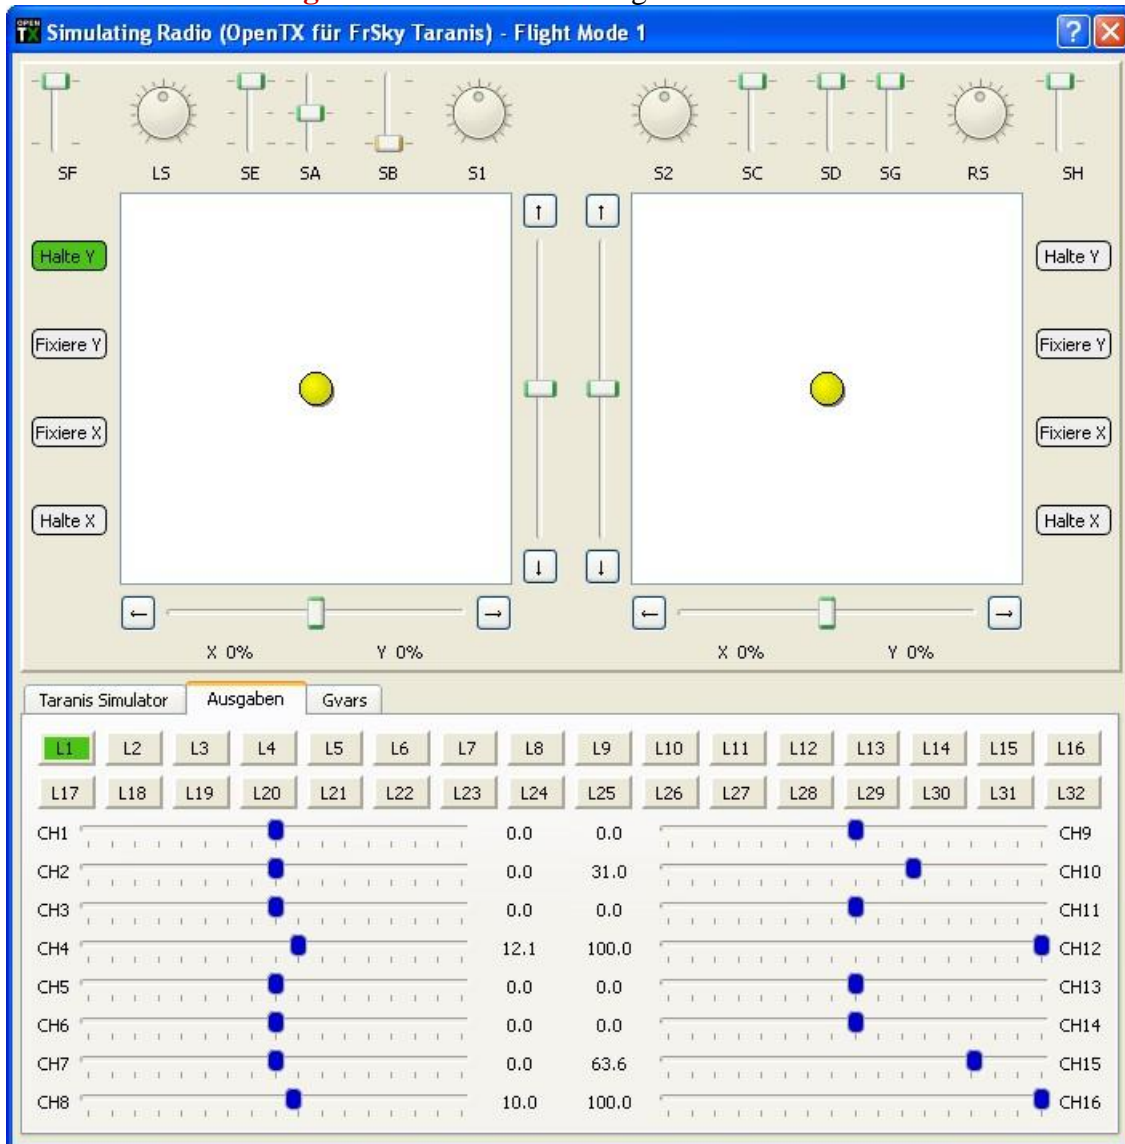 OPEN TX Simulating Radio (OpenTX für FrSky Taranis) - Flight Mode 1 ?
SF LS SE SA SB S1 S2 SC SD SG RS SH
↑ ↑
Halte Y Halte Y
Fixiere Y Fixiere Y
Fixiere X Fixiere X
Halte X Halte X
↓ ↓
← → ← →
X 0% Y 0% X 0% Y 0%
Taranis Simulator Ausgaben Gvars
L1 L2 L3 L4 L5 L6 L7 L8 L9 L10 L11 L12 L13 L14 L15 L16
L17 L18 L19 L20 L21 L22 L23 L24 L25 L26 L27 L28 L29 L30 L31 L32
CH1 0.0 0.0 CH9
CH2 0.0 31.0 CH10
CH3 0.0 0.0 CH11
CH4 12.1 100.0 CH12
CH5 0.0 0.0 CH13
CH6 0.0 0.0 CH14
CH7 0.0 63.6 CH15
CH8 10.0 100.0 CH16